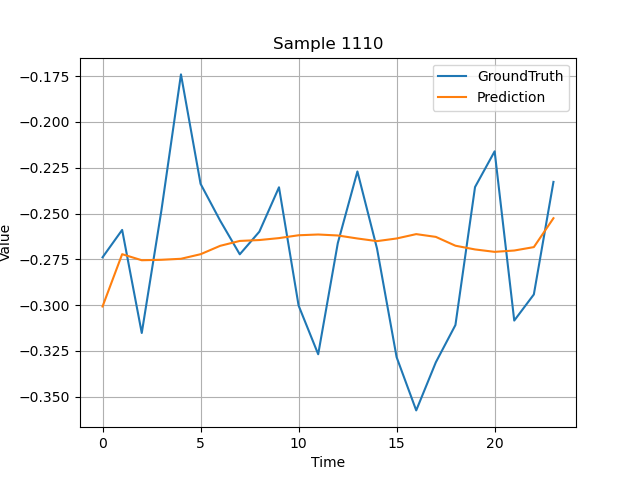 Sample 1110
GroundTruth
Prediction
−0.175
−0.200
−0.225
−0.250
−0.275
−0.300
−0.325
−0.350
Value
0 5 10 15 20
Time